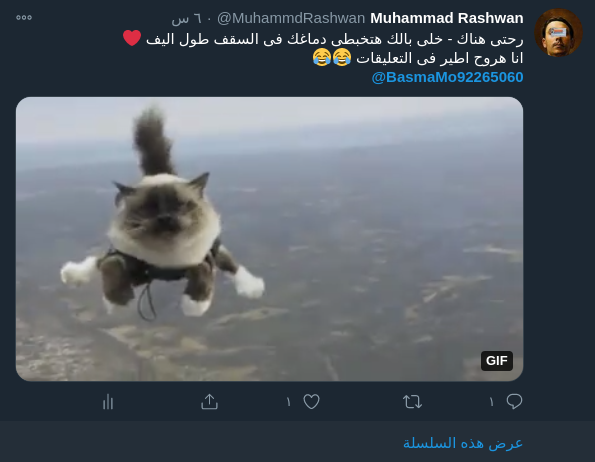 Muhammad Rashwan @MuhammdRashwan · ٦ س
رحتى هناك - خلى بالك هتخبطى دماغك فى السقف طول اليف ❤️
انا هروح اطير فى التعليقات 😂😂
@BasmaMo92265060
GIF
١ ١
عرض هذه السلسلة